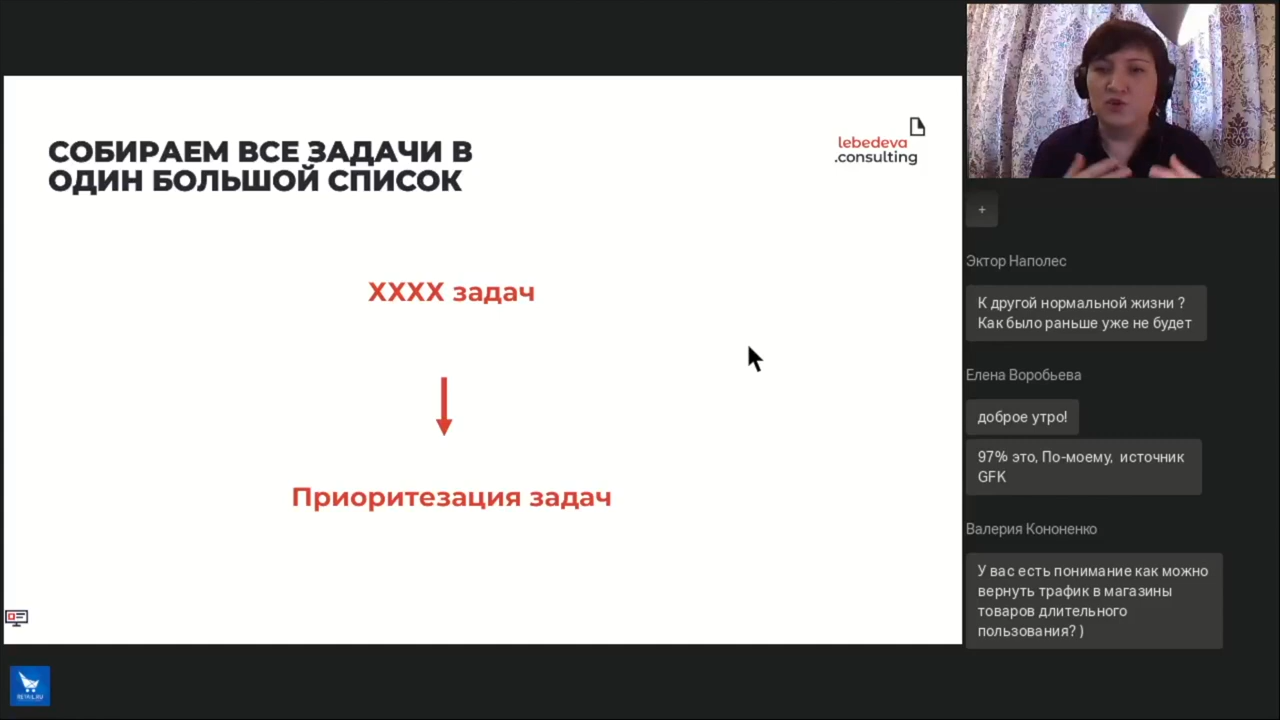 СОБИРАЕМ ВСЕ ЗАДАЧИ В
ОДИН БОЛЬШОЙ СПИСОК
lebedeva
.consulting
XXXX задач
Приоритезация задач
+
Эктор Наполес
К другой нормальной жизни ?
Как было раньше уже не будет
Елена Воробьева
доброе утро!
97% это, По-моему, источник
GFK
Валерия Кононенко
У вас есть понимание как можно
вернуть трафик в магазины
товаров длительного
пользования? )
RETAIL.RU